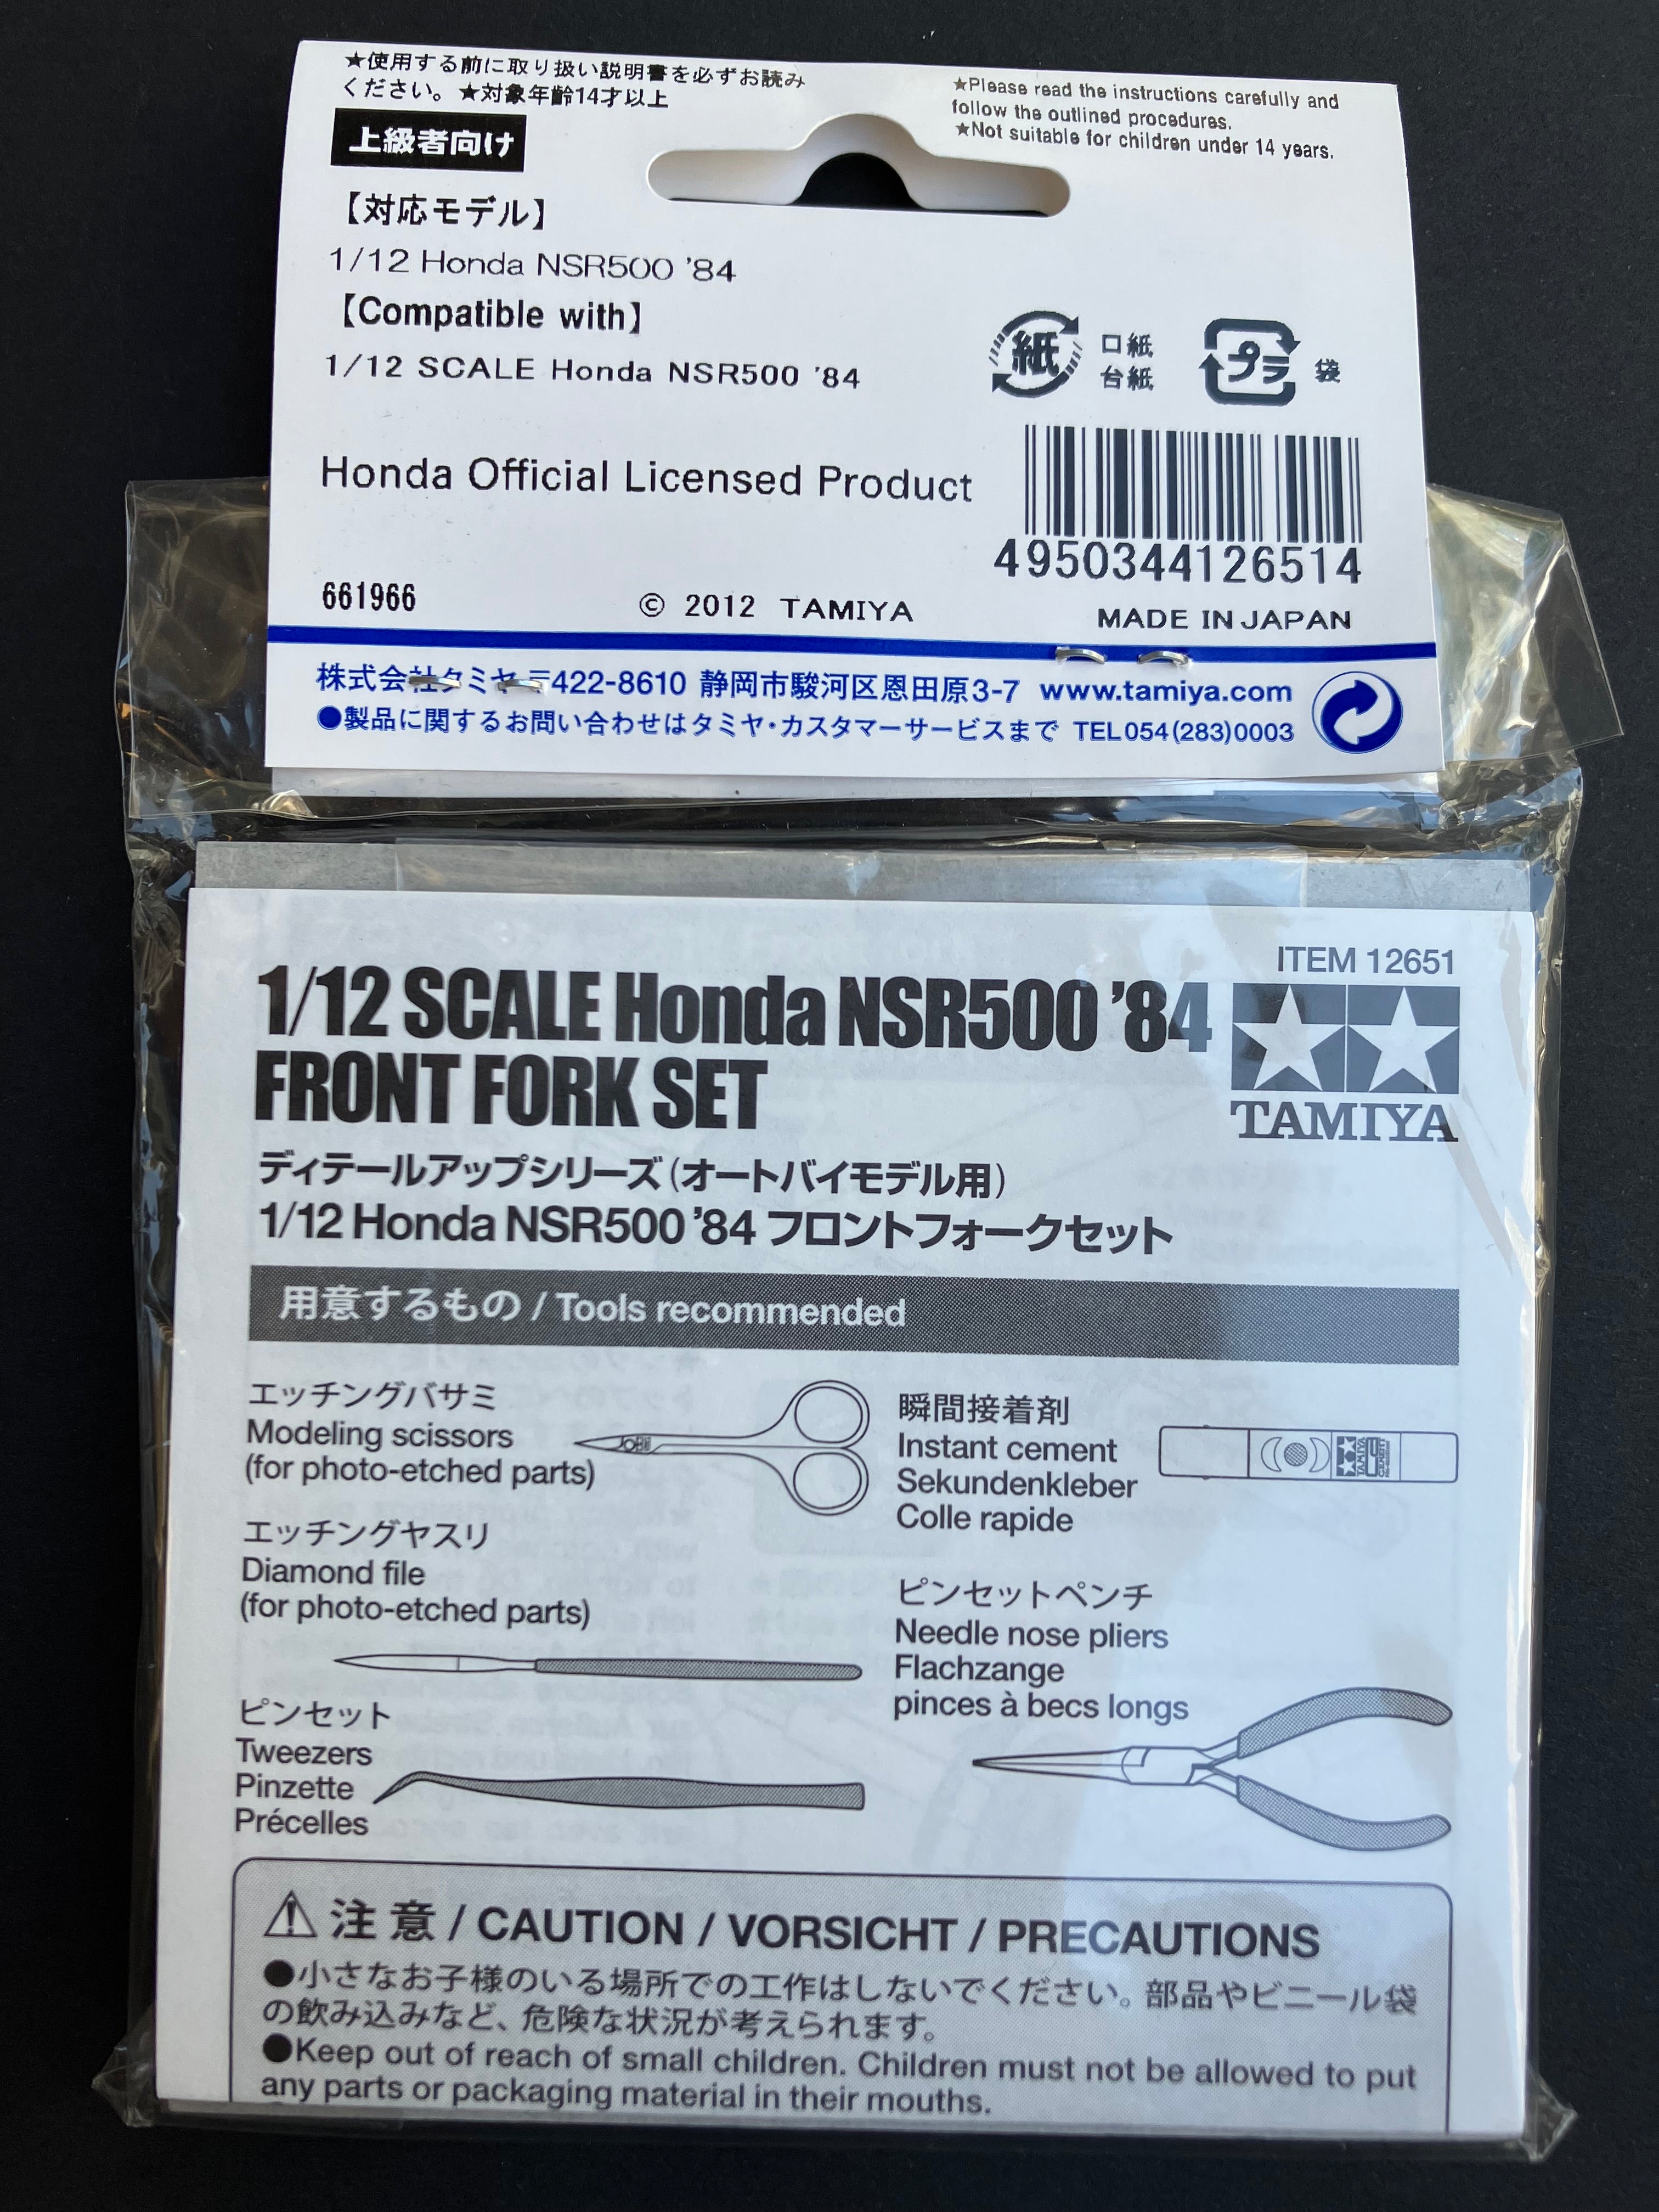 ★使用する前に取り扱い説明書を必ずお読み
ください。★対象年齢14才以上
★Please read the instructions carefully and
follow the outlined procedures.
★Not suitable for children under 14 years.
上級者向け
【対応モデル】
1/12 Honda NSR500 '84
【Compatible with】
1/12 SCALE Honda NSR500 '84
紙
口紙
台紙
プラ
袋
Honda Official Licensed Product
4950344126514
661966
© 2012 TAMIYA
MADE IN JAPAN
株式会社タミヤ 〒422-8610 静岡市駿河区恩田原3-7 www.tamiya.com
●製品に関するお問い合わせはタミヤ・カスタマーサービスまで TEL054(283)0003
ITEM 12651
1/12 SCALE Honda NSR500 '84
FRONT FORK SET
TAMIYA
ディテールアップシリーズ(オートバイモデル用)
1/12 Honda NSR500 '84 フロントフォークセット
用意するもの / Tools recommended
エッチングバサミ
Modeling scissors
(for photo-etched parts)
エッチングヤスリ
Diamond file
(for photo-etched parts)
ピンセット
Tweezers
Pinzette
Précelles
瞬間接着剤
Instant cement
Sekundenkleber
Colle rapide
ピンセットペンチ
Needle nose pliers
Flachzange
pinces à becs longs
注意 / CAUTION / VORSICHT / PRECAUTIONS
●小さなお子様のいる場所での工作はしないでください。部品やビニール袋
の飲み込みなど、危険な状況が考えられます。
●Keep out of reach of small children. Children must not be allowed to put
any parts or packaging material in their mouths.